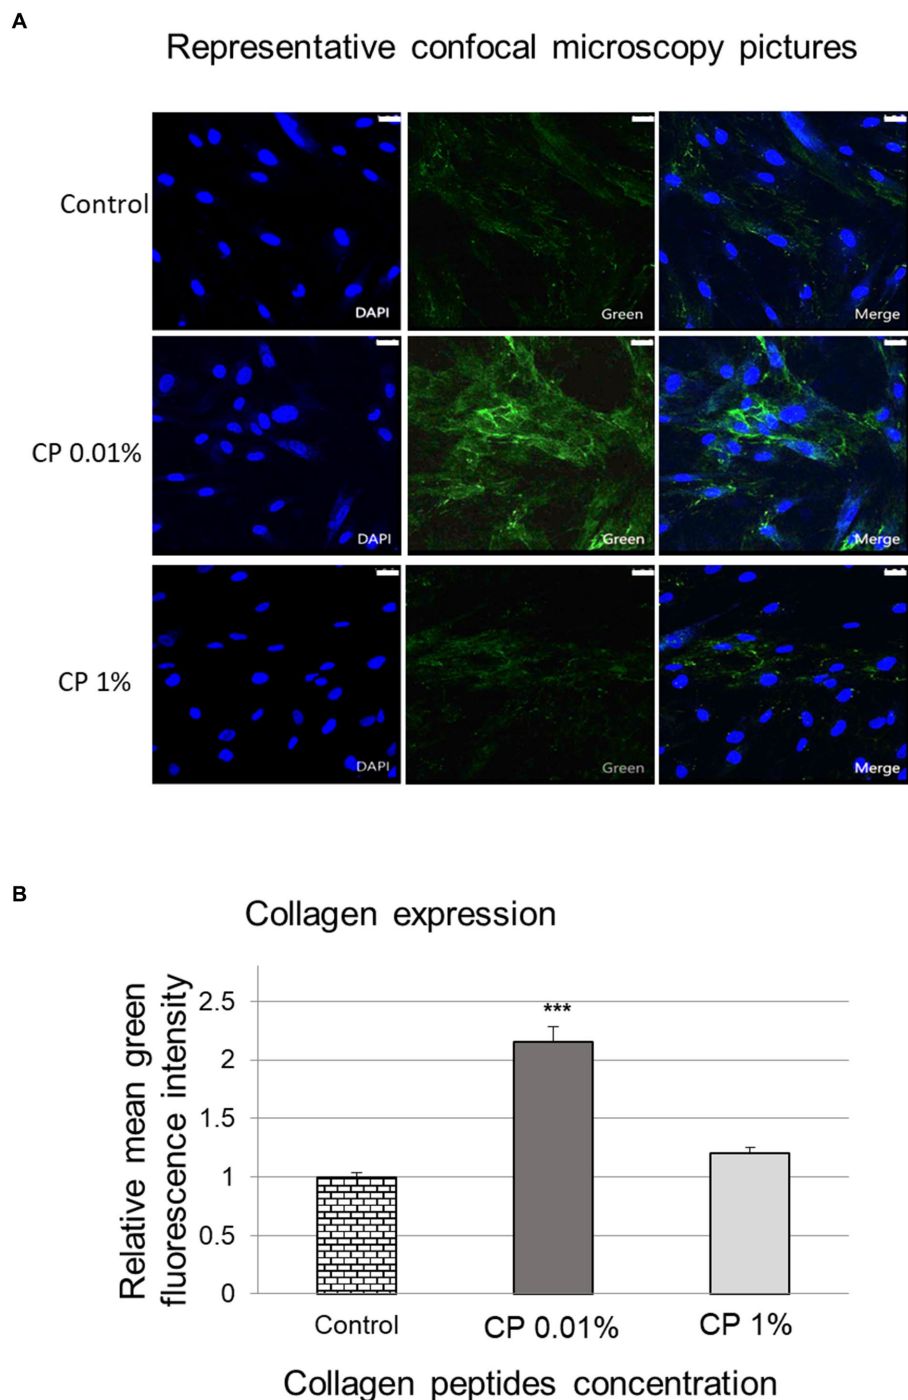 A
Representative confocal microscopy pictures
Control
DAPI
Green
Merge
CP 0.01%
DAPI
Green
Merge
CP 1%
DAPI
Green
Merge
B
Collagen expression
Relative mean green
fluorescence intensity
2.5
2
1.5
1
0.5
0
***
Control
CP 0.01%
CP 1%
Collagen peptides concentration